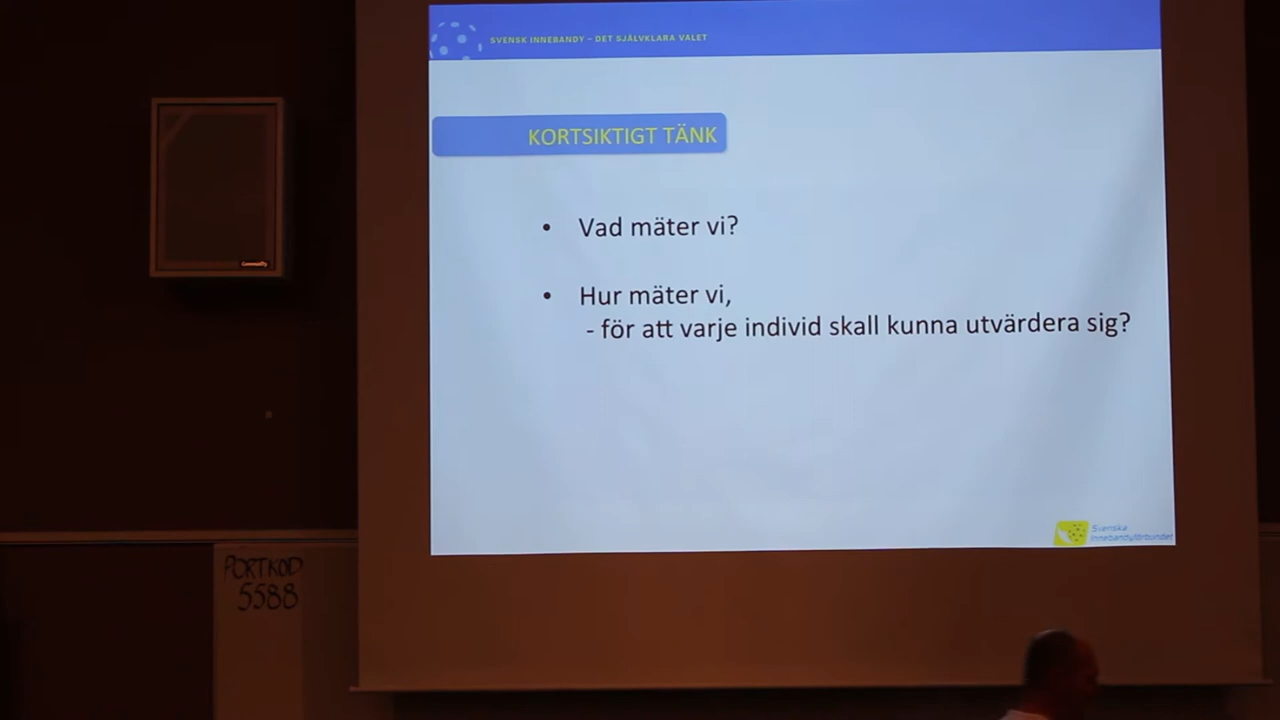 SVENSK INNEBANDY – DET SJÄLVKLARA VALET
KORTSIKTIGT TÄNK
• Vad mäter vi?
• Hur mäter vi,
- för att varje individ skall kunna utvärdera sig?
Svenska
Innebandyförbundet
Community
PORTKOD
5588